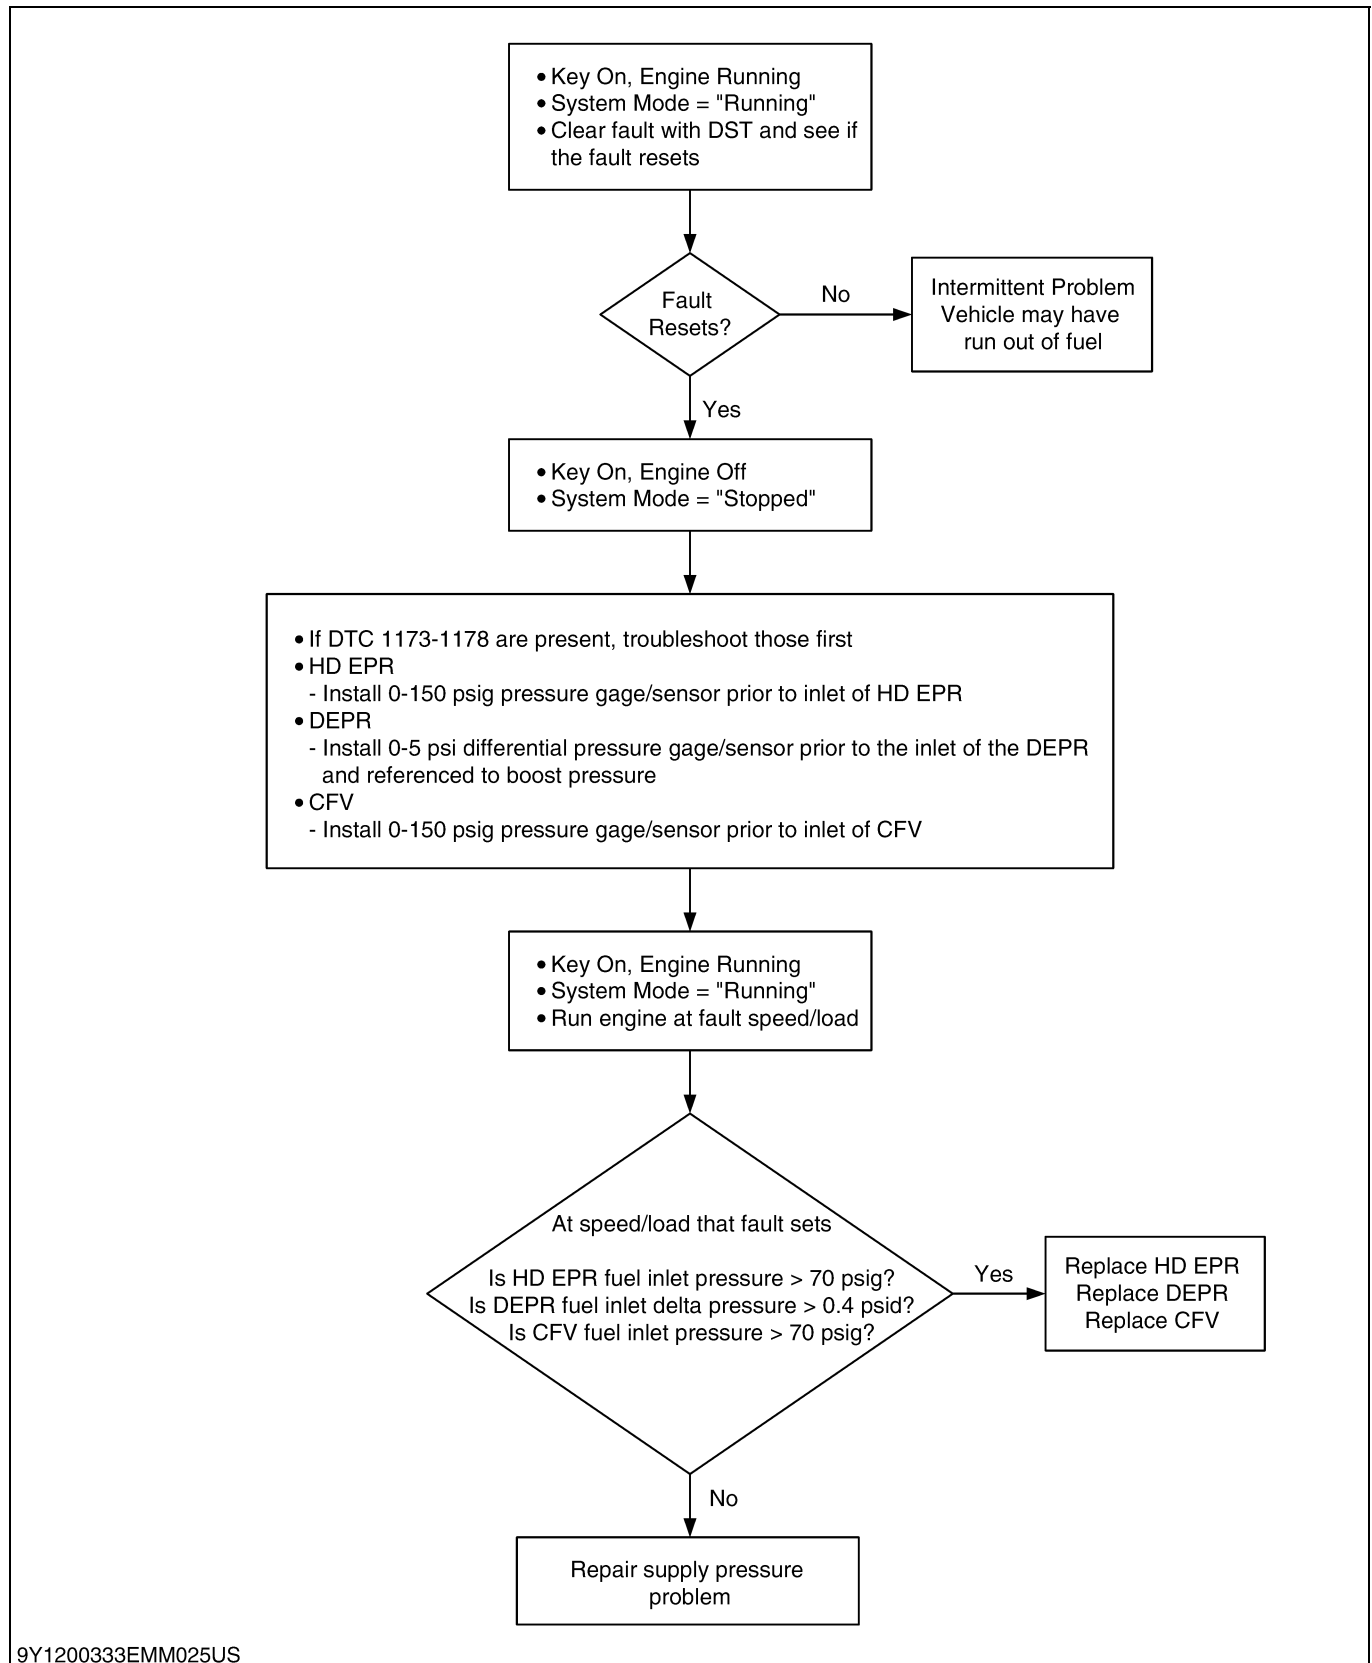 • Key On, Engine Running
• System Mode = "Running"
• Clear fault with DST and see if
the fault resets
Fault
Resets?
No
Intermittent Problem
Vehicle may have
run out of fuel
Yes
• Key On, Engine Off
• System Mode = "Stopped"
• If DTC 1173-1178 are present, troubleshoot those first
• HD EPR
- Install 0-150 psig pressure gage/sensor prior to inlet of HD EPR
• DEPR
- Install 0-5 psi differential pressure gage/sensor prior to the inlet of the DEPR
and referenced to boost pressure
• CFV
- Install 0-150 psig pressure gage/sensor prior to inlet of CFV
• Key On, Engine Running
• System Mode = "Running"
• Run engine at fault speed/load
At speed/load that fault sets
Is HD EPR fuel inlet pressure > 70 psig?
Is DEPR fuel inlet delta pressure > 0.4 psid?
Is CFV fuel inlet pressure > 70 psig?
Yes
Replace HD EPR
Replace DEPR
Replace CFV
No
Repair supply pressure
problem
9Y1200333EMM025US